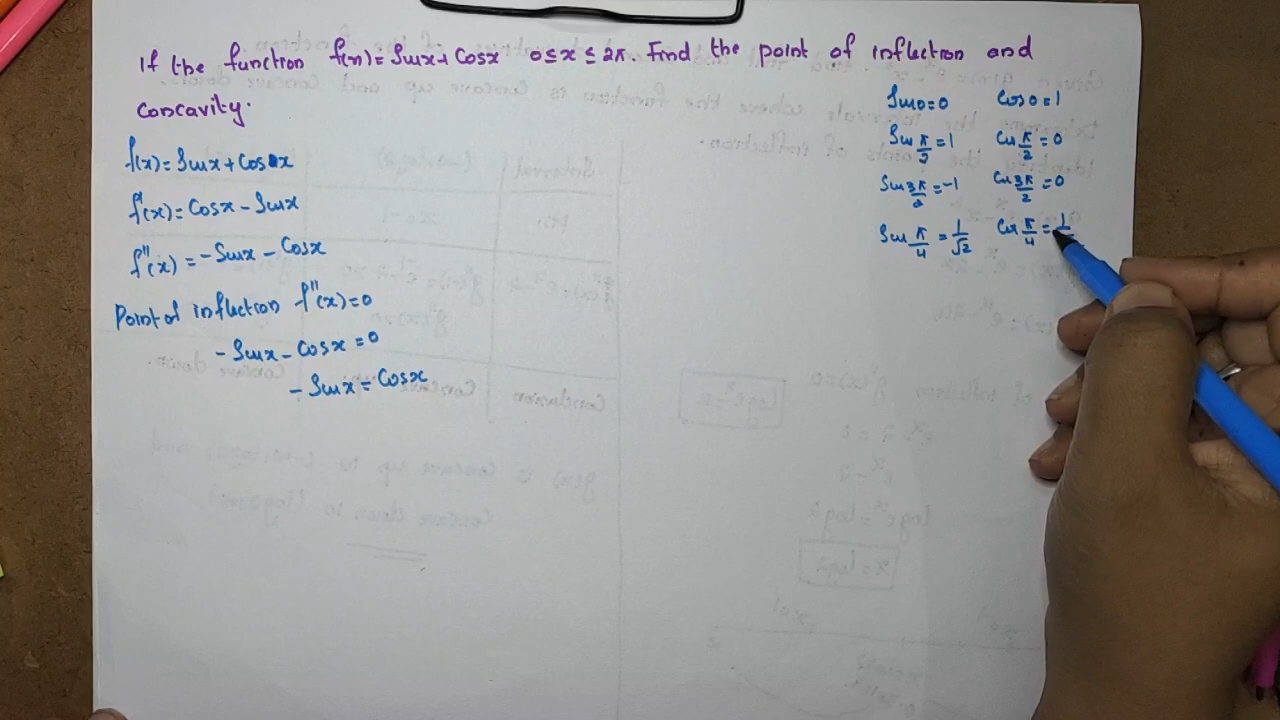 If the function f(x)=Sinx+Cosx 0≤x≤2π. Find the point of inflection and
Concavity.
f(x)=Sinx+Cosx
f'(x)=Cosx-Sinx
f''(x)=-Sinx-Cosx
Point of inflection f''(x)=0
-Sinx-Cosx=0
-Sinx=Cosx
Sin0=0 Cos0=1
Sin π/2=1 Cos π/2=0
Sin 3π/2=-1 Cos 3π/2=0
Sin π/4=1/√2 Cos π/4=1/